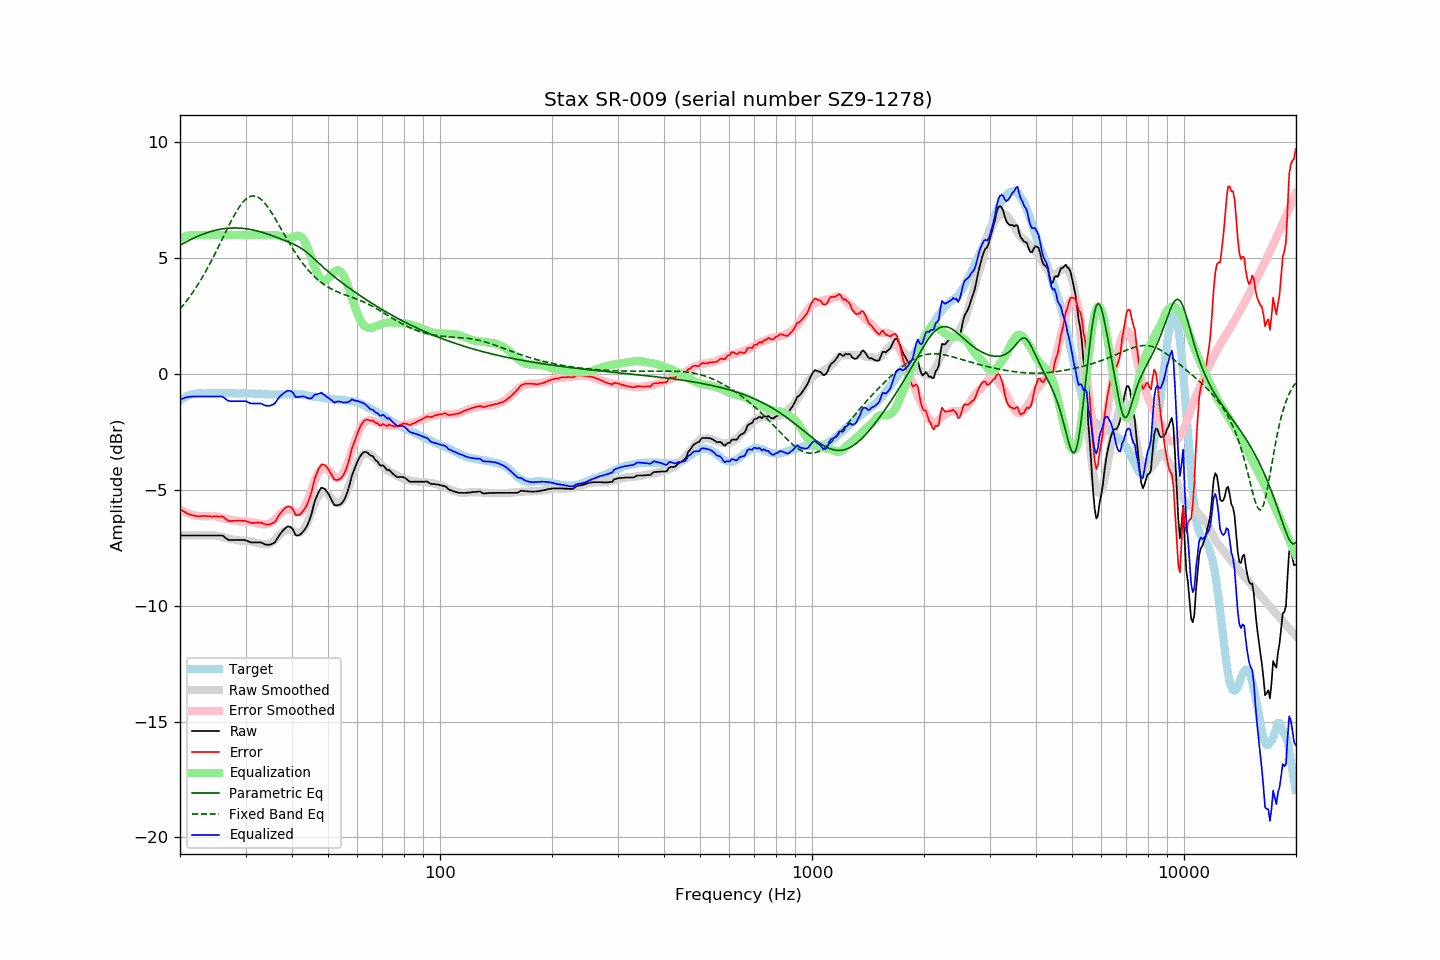 Stax SR-009 (serial number SZ9-1278)
Amplitude (dBr)
10
5
0
−5
−10
−15
−20
Target
Raw Smoothed
Error Smoothed
Raw
Error
Equalization
Parametric Eq
Fixed Band Eq
Equalized
100
1000
10000
Frequency (Hz)